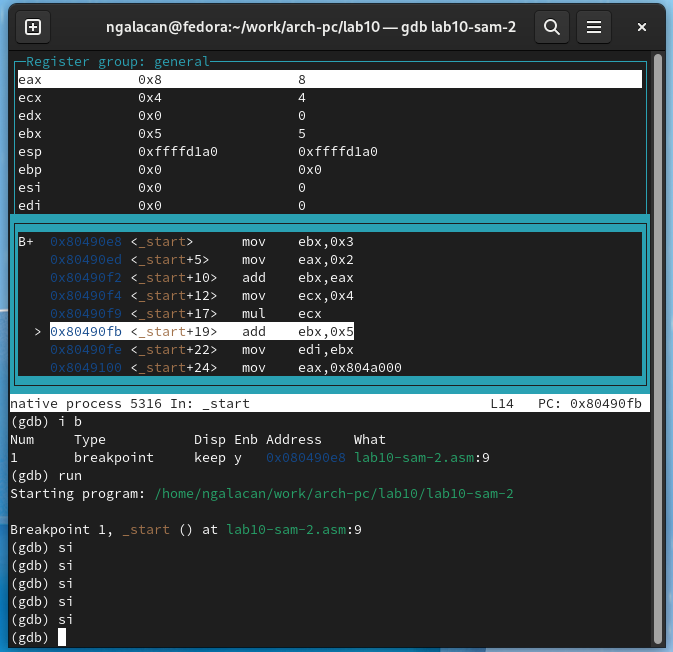 ngalacan@fedora:~/work/arch-pc/lab10 — gdb lab10-sam-2
Register group: general
eax 0x8 8
ecx 0x4 4
edx 0x0 0
ebx 0x5 5
esp 0xffffd1a0 0xffffd1a0
ebp 0x0 0x0
esi 0x0 0
edi 0x0 0
B+ 0x80490e8 <_start> mov ebx,0x3
0x80490ed <_start+5> mov eax,0x2
0x80490f2 <_start+10> add ebx,eax
0x80490f4 <_start+12> mov ecx,0x4
0x80490f9 <_start+17> mul ecx
> 0x80490fb <_start+19> add ebx,0x5
0x80490fe <_start+22> mov edi,ebx
0x8049100 <_start+24> mov eax,0x804a000
native process 5316 In: _start L14 PC: 0x80490fb
(gdb) i b
Num Type Disp Enb Address What
1 breakpoint keep y 0x080490e8 lab10-sam-2.asm:9
(gdb) run
Starting program: /home/ngalacan/work/arch-pc/lab10/lab10-sam-2
Breakpoint 1, _start () at lab10-sam-2.asm:9
(gdb) si
(gdb) si
(gdb) si
(gdb) si
(gdb) si
(gdb)